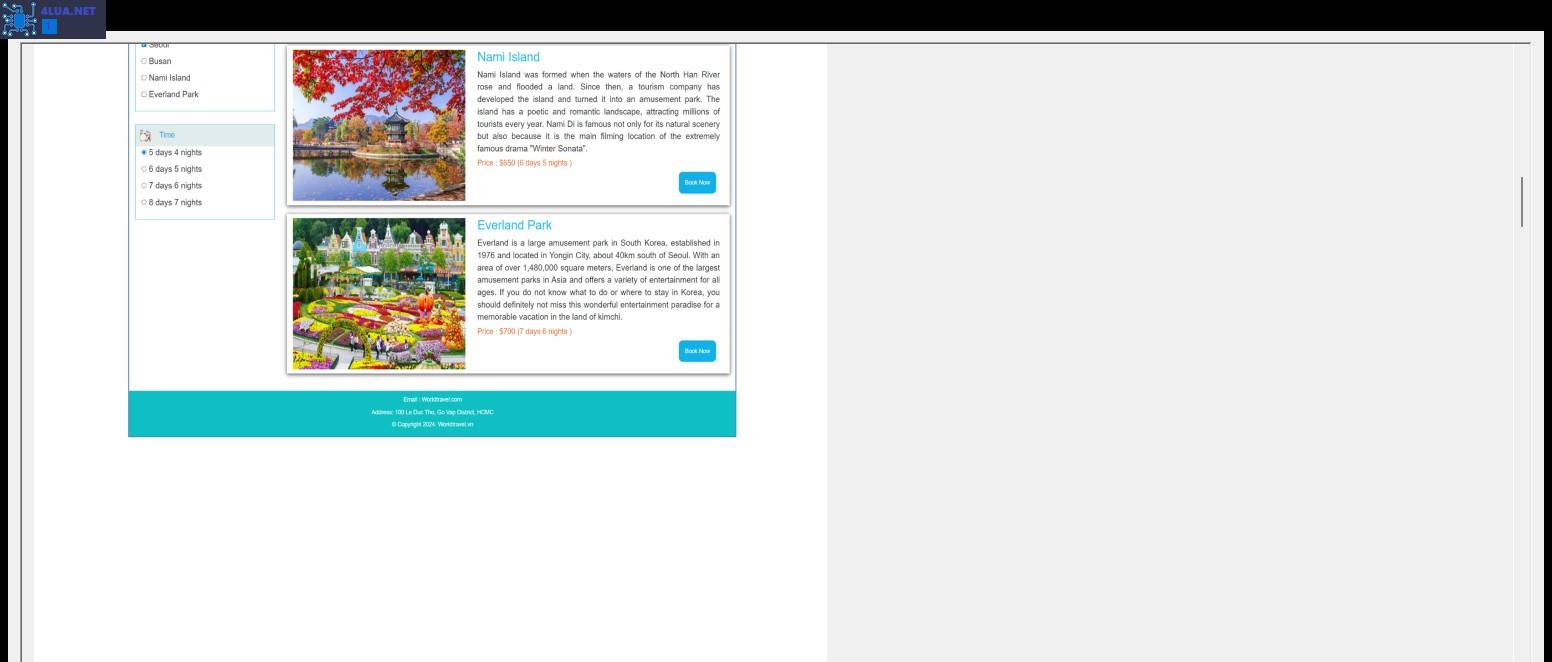 4LUA.NET
1
Seoul
Busan
Nami Island
Everland Park
Time
5 days 4 nights
6 days 5 nights
7 days 6 nights
8 days 7 nights
Nami Island
Nami Island was formed when the waters of the North Han River
rose and flooded a land. Since then, a tourism company has
developed the island and turned it into an amusement park. The
island has a poetic and romantic landscape, attracting millions of
tourists every year. Nami Di is famous not only for its natural scenery
but also because it is the main filming location of the extremely
famous drama "Winter Sonata".
Price : $650 (6 days 5 nights )
Book Now
Everland Park
Everland is a large amusement park in South Korea, established in
1976 and located in Yongin City, about 40km south of Seoul. With an
area of over 1,480,000 square meters, Everland is one of the largest
amusement parks in Asia and offers a variety of entertainment for all
ages. If you do not know what to do or where to stay in Korea, you
should definitely not miss this wonderful entertainment paradise for a
memorable vacation in the land of kimchi.
Price : $700 (7 days 6 nights )
Book Now
Email : Worldtravel.com
Address: 100 Le Duc Tho, Go Vap District, HCMC
© Copyright 2024. Worldtravel.vn